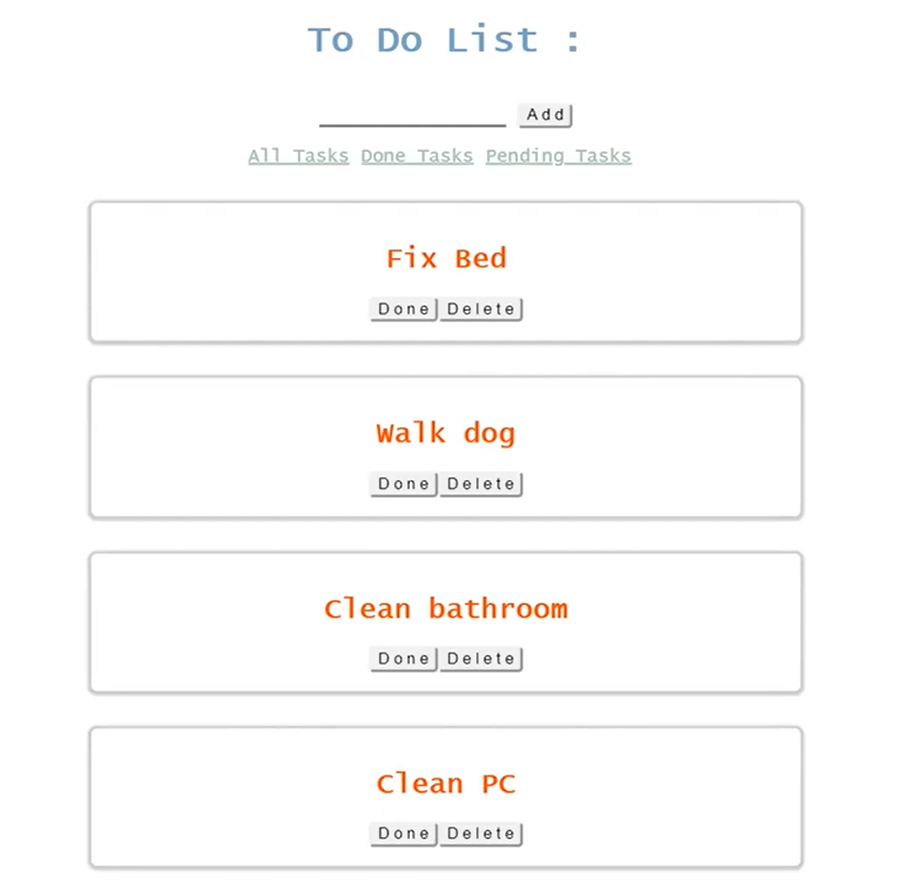 To Do List :
Add
All Tasks Done Tasks Pending Tasks
Fix Bed
Done Delete
Walk dog
Done Delete
Clean bathroom
Done Delete
Clean PC
Done Delete